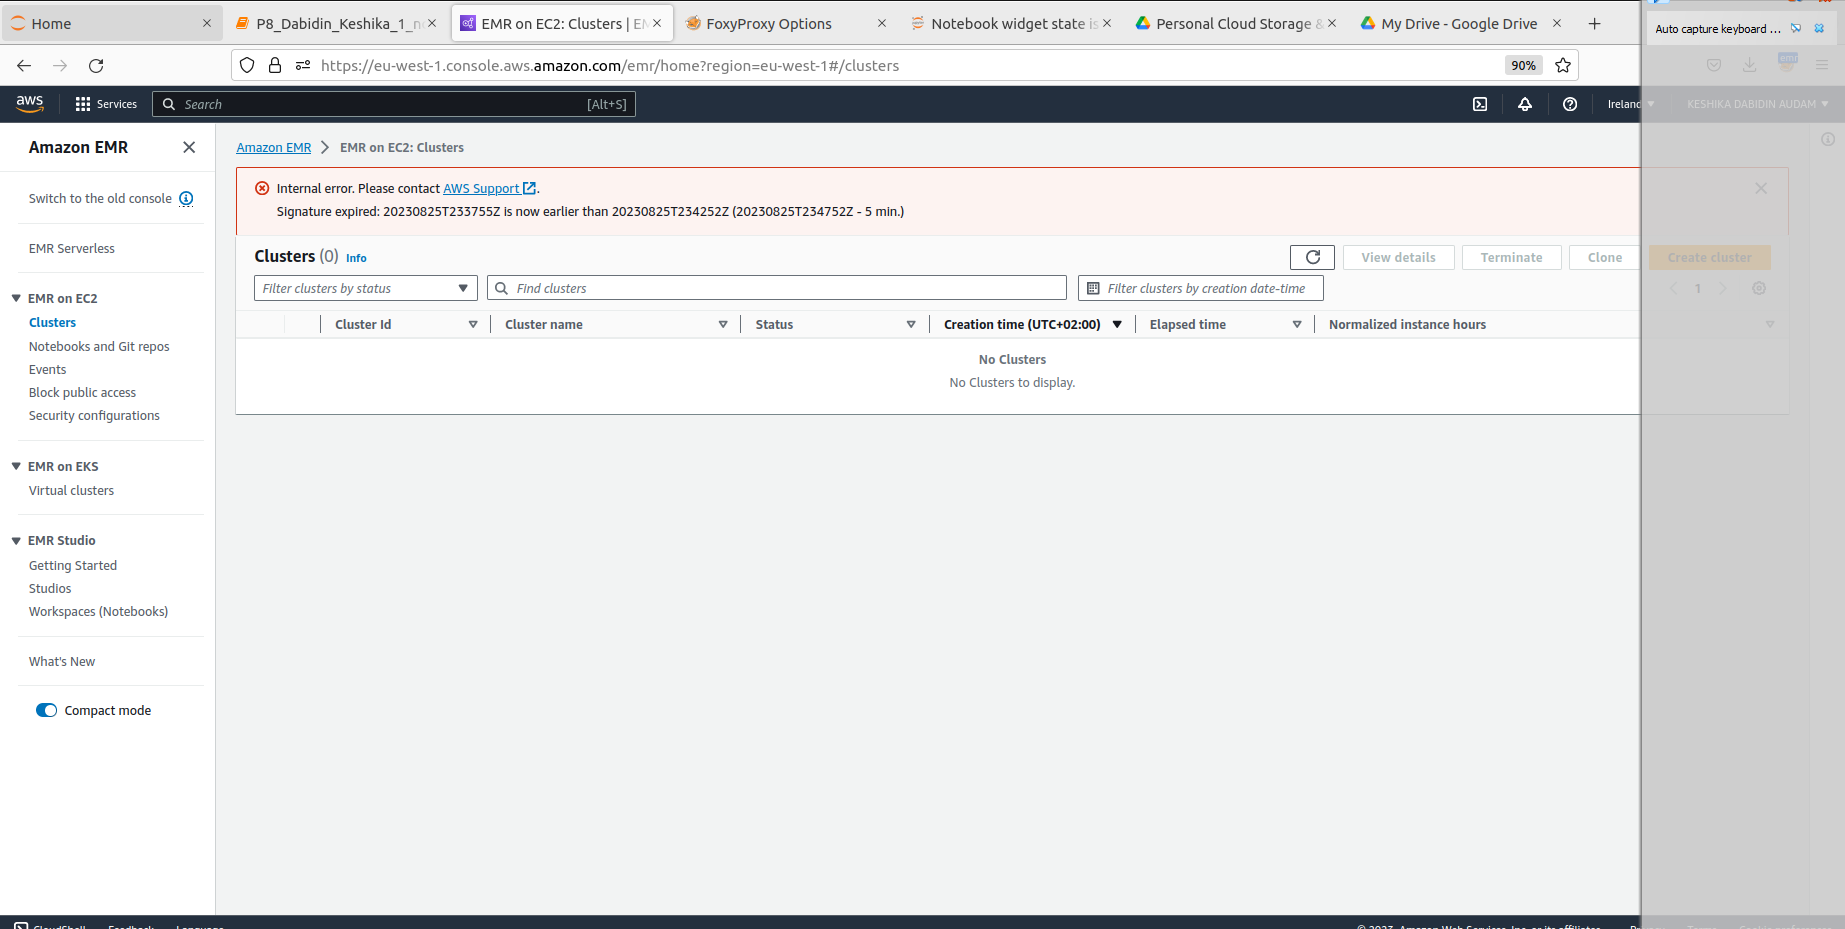 Home
P8_Dabidin_Keshika_1_n
EMR on EC2: Clusters | E
FoxyProxy Options
Notebook widget state is
Personal Cloud Storage &
My Drive - Google Drive
Auto capture keyboard ...
https://eu-west-1.console.aws.amazon.com/emr/home?region=eu-west-1#/clusters
90%
aws
Services
Search
[Alt+S]
Ireland
KESHIKA DABIDIN AUDAM
Amazon EMR
Switch to the old console
EMR Serverless
EMR on EC2
Clusters
Notebooks and Git repos
Events
Block public access
Security configurations
EMR on EKS
Virtual clusters
EMR Studio
Getting Started
Studios
Workspaces (Notebooks)
What's New
Compact mode
Amazon EMR > EMR on EC2: Clusters
Internal error. Please contact AWS Support.
Signature expired: 20230825T233755Z is now earlier than 20230825T234252Z (20230825T234752Z - 5 min.)
Clusters (0) Info
View details
Terminate
Clone
Create cluster
Filter clusters by status
Find clusters
Filter clusters by creation date-time
1
Cluster Id
Cluster name
Status
Creation time (UTC+02:00)
Elapsed time
Normalized instance hours
No Clusters
No Clusters to display.
CloudShell
Feedback
Language
© 2023, Amazon Web Services, Inc. or its affiliates.